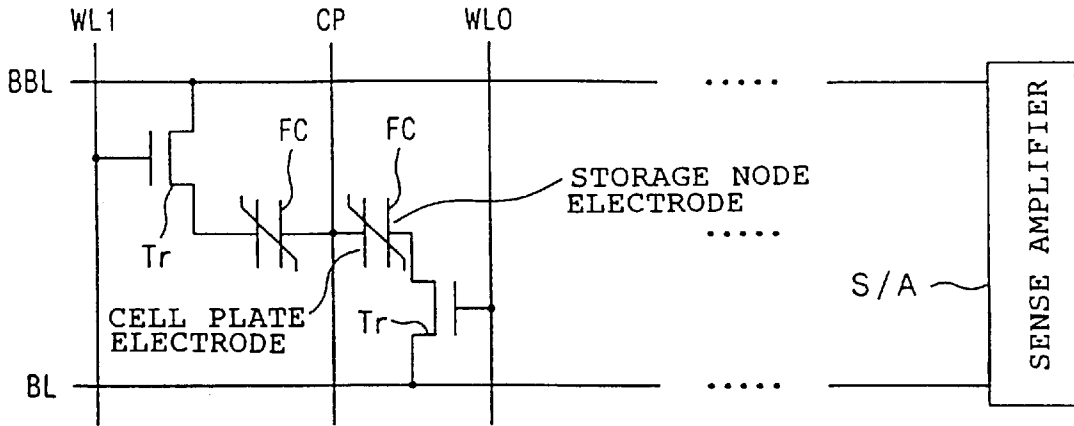 WL1
CP
WL0
BBL
FC
FC
STORAGE NODE
ELECTRODE
Tr
CELL PLATE
ELECTRODE
Tr
S/A
SENSE AMPLIFIER
BL